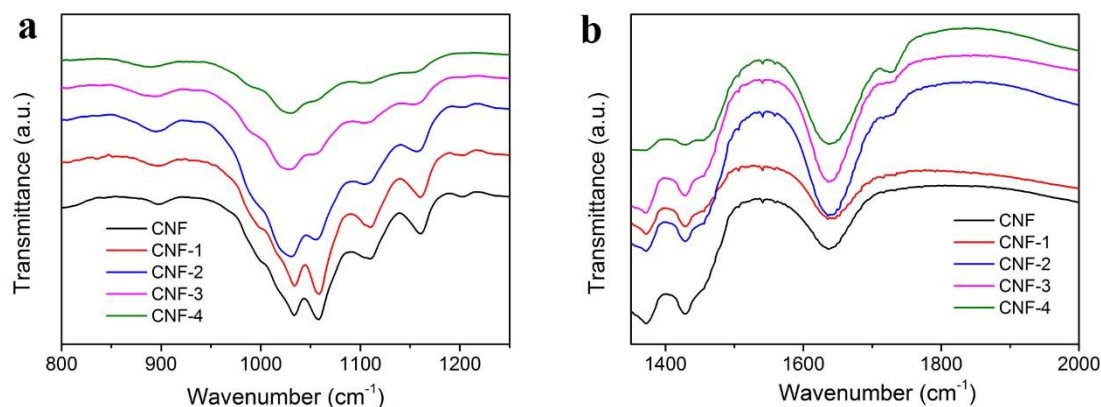 a
Transmittance (a.u.)
CNF
CNF-1
CNF-2
CNF-3
CNF-4
800 900 1000 1100 1200
Wavenumber (cm⁻¹)
b
Transmittance (a.u.)
CNF
CNF-1
CNF-2
CNF-3
CNF-4
1400 1600 1800 2000
Wavenumber (cm⁻¹)